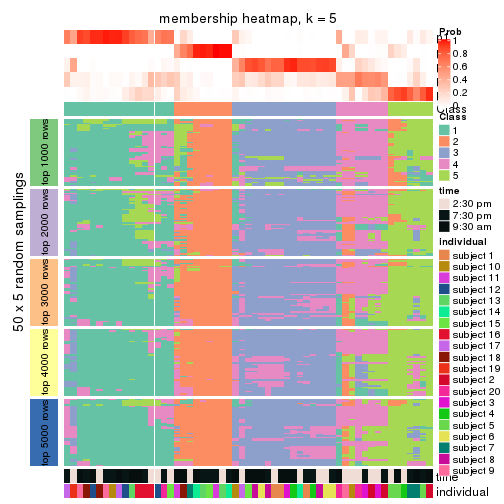 membership heatmap, k = 5
Prob
1
0.8
0.6
0.4
0.2
0
Class
Class
1
2
3
4
5
time
2:30 pm
7:30 pm
9:30 am
individual
subject 1
subject 10
subject 11
subject 12
subject 13
subject 14
subject 15
subject 16
subject 17
subject 18
subject 19
subject 2
subject 20
subject 3
subject 4
subject 5
subject 6
subject 7
subject 8
subject 9
50 x 5 random samplings
top 1000 rows
top 2000 rows
top 3000 rows
top 4000 rows
top 5000 rows
time
individual